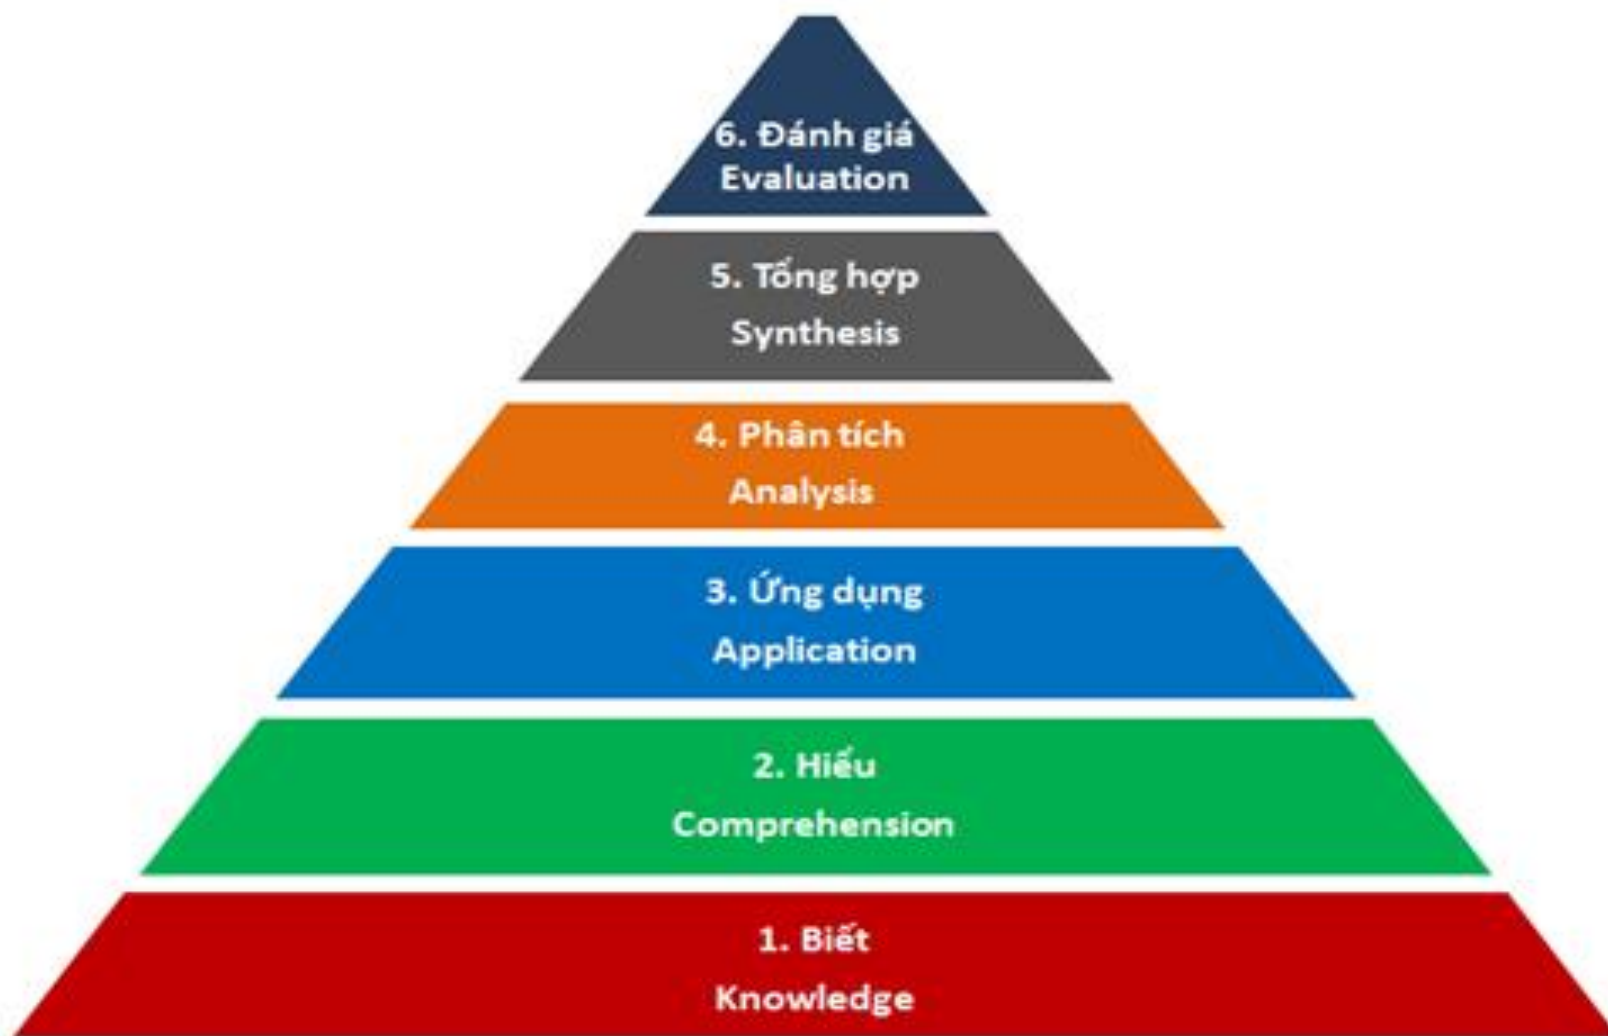 6. Đánh giá
Evaluation
5. Tổng hợp
Synthesis
4. Phân tích
Analysis
3. Ứng dụng
Application
2. Hiểu
Comprehension
1. Biết
Knowledge